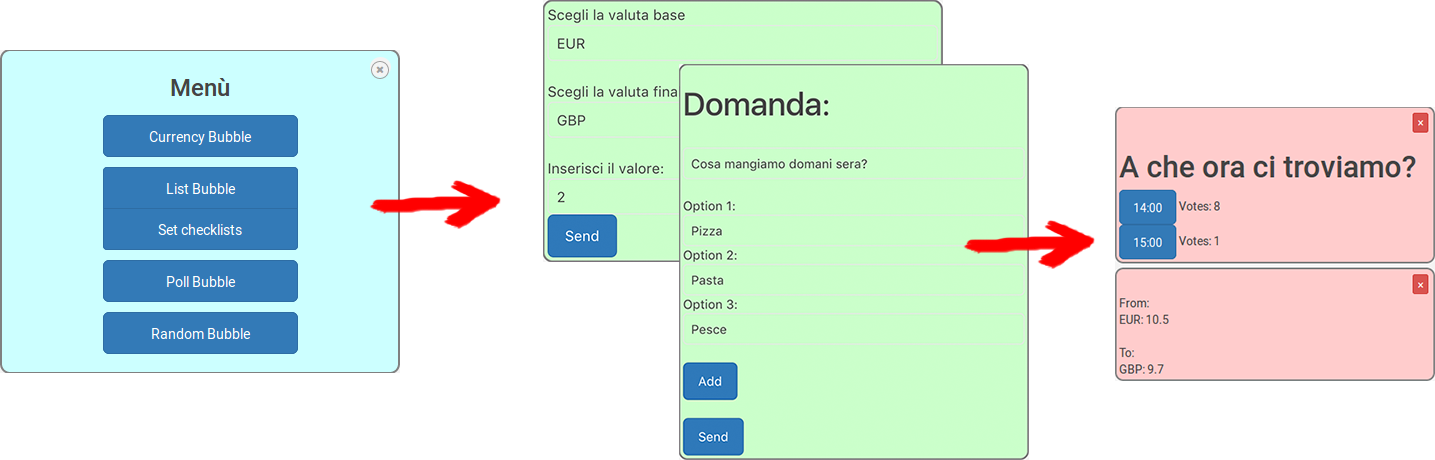 Menù
Currency Bubble
List Bubble
Set checklists
Poll Bubble
Random Bubble
Scegli la valuta base
EUR
Scegli la valuta fina
GBP
Inserisci il valore:
2
Send
Domanda:
Cosa mangiamo domani sera?
Option 1:
Pizza
Option 2:
Pasta
Option 3:
Pesce
Add
Send
×
A che ora ci troviamo?
14:00 Votes: 8
15:00 Votes: 1
×
From:
EUR: 10.5
To:
GBP: 9.7